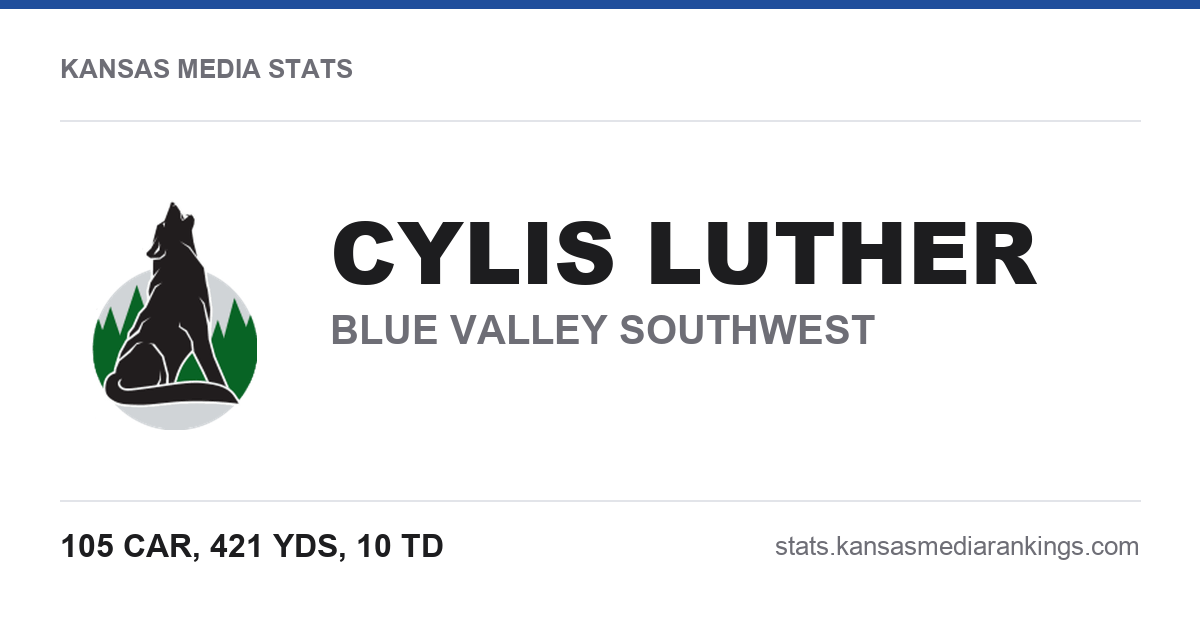 KANSAS MEDIA STATS
CYLIS LUTHER
BLUE VALLEY SOUTHWEST
105 CAR, 421 YDS, 10 TD
stats.kansasmediarankings.com